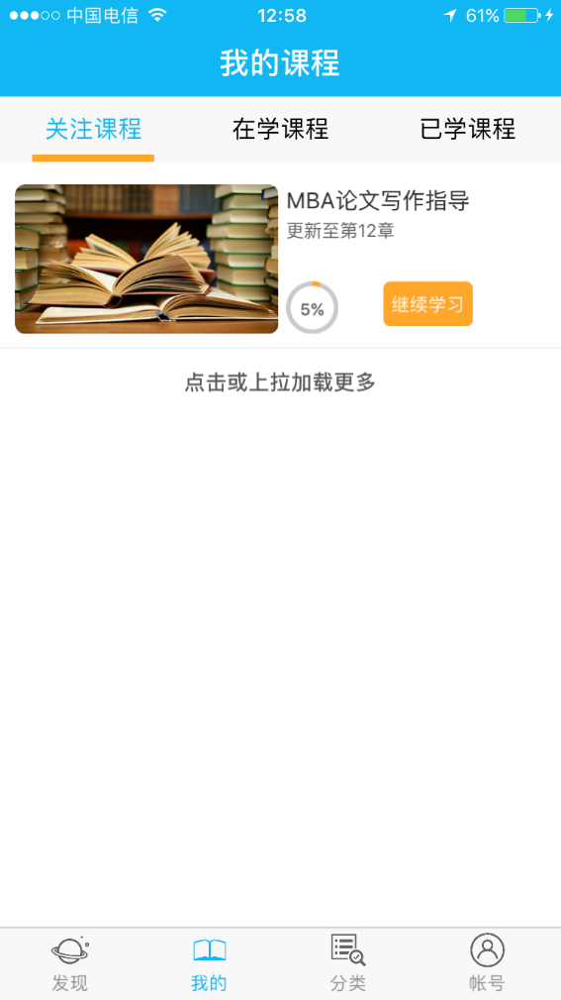 中国电信 12:58 61%
我的课程
关注课程 在学课程 已学课程
MBA论文写作指导
更新至第12章
5% 继续学习
点击或上拉加载更多
发现 我的 分类 帐号